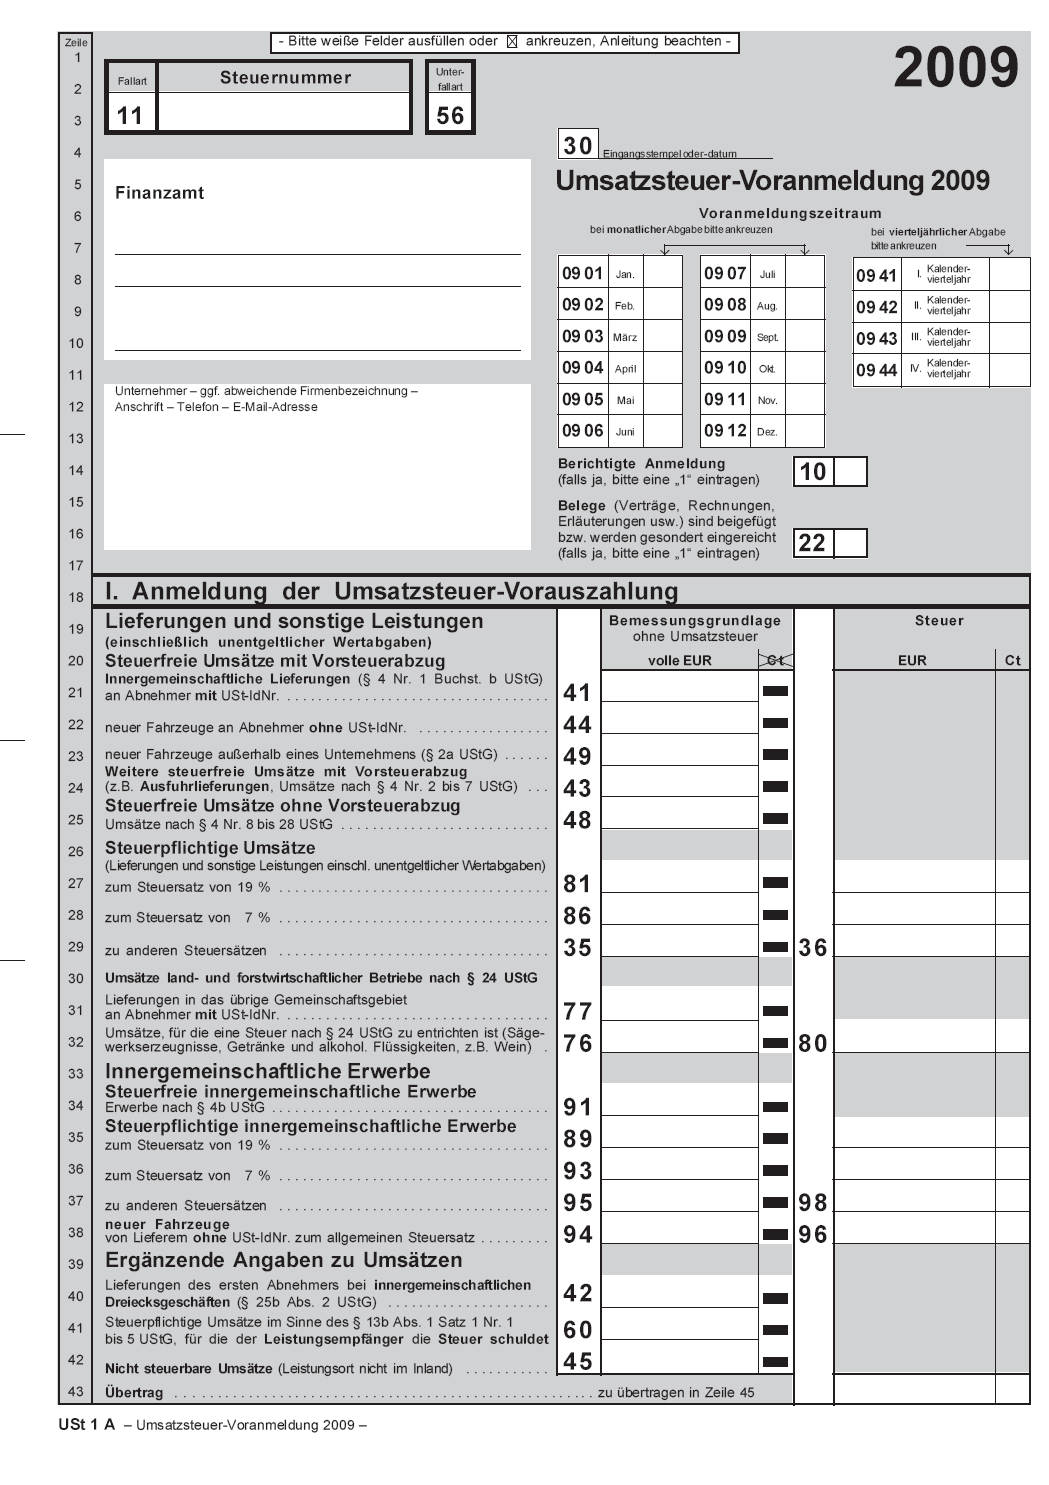 Zeile
- Bitte weiße Felder ausfüllen oder ☒ ankreuzen, Anleitung beachten -
2009
1
2
3
4
5
6
7
8
9
10
11
12
13
14
15
16
17
Fallart Steuernummer Unter-
fallart
11 56
30 Eingangsstempel oder -datum
Finanzamt
Umsatzsteuer-Voranmeldung 2009
Voranmeldungszeitraum
bei monatlicher Abgabe bitte ankreuzen
bei vierteljährlicher Abgabe
bitte ankreuzen
09 01 Jan. 09 07 Juli 09 41 I. Kalender-
vierteljahr
09 02 Feb. 09 08 Aug. 09 42 II. Kalender-
vierteljahr
09 03 März 09 09 Sept. 09 43 III. Kalender-
vierteljahr
09 04 April 09 10 Okt. 09 44 IV. Kalender-
vierteljahr
09 05 Mai 09 11 Nov.
09 06 Juni 09 12 Dez.
Unternehmer – ggf. abweichende Firmenbezeichnung –
Anschrift – Telefon – E-Mail-Adresse
Berichtigte Anmeldung
(falls ja, bitte eine „1“ eintragen) 10
Belege (Verträge, Rechnungen,
Erläuterungen usw.) sind beigefügt
bzw. werden gesondert eingereicht
(falls ja, bitte eine „1“ eintragen) 22
18 I. Anmeldung der Umsatzsteuer-Vorauszahlung
19 Lieferungen und sonstige Leistungen Bemessungsgrundlage Steuer
(einschließlich unentgeltlicher Wertabgaben) ohne Umsatzsteuer
20 Steuerfreie Umsätze mit Vorsteuerabzug volle EUR Ct EUR Ct
Innergemeinschaftliche Lieferungen (§ 4 Nr. 1 Buchst. b UStG)
21 an Abnehmer mit USt-IdNr. 41
22 neuer Fahrzeuge an Abnehmer ohne USt-IdNr. 44
23 neuer Fahrzeuge außerhalb eines Unternehmens (§ 2a UStG) 49
Weitere steuerfreie Umsätze mit Vorsteuerabzug
24 (z.B. Ausfuhrlieferungen, Umsätze nach § 4 Nr. 2 bis 7 UStG) 43
Steuerfreie Umsätze ohne Vorsteuerabzug
25 Umsätze nach § 4 Nr. 8 bis 28 UStG 48
26 Steuerpflichtige Umsätze
(Lieferungen und sonstige Leistungen einschl. unentgeltlicher Wertabgaben)
27 zum Steuersatz von 19 % 81
28 zum Steuersatz von 7 % 86
29 zu anderen Steuersätzen 35 36
30 Umsätze land- und forstwirtschaftlicher Betriebe nach § 24 UStG
Lieferungen in das übrige Gemeinschaftsgebiet
31 an Abnehmer mit USt-IdNr. 77
Umsätze, für die eine Steuer nach § 24 UStG zu entrichten ist (Säge-
32 werkserzeugnisse, Getränke und alkohol. Flüssigkeiten, z.B. Wein) 76 80
33 Innergemeinschaftliche Erwerbe
Steuerfreie innergemeinschaftliche Erwerbe
34 Erwerbe nach § 4b UStG 91
Steuerpflichtige innergemeinschaftliche Erwerbe
35 zum Steuersatz von 19 % 89
36 zum Steuersatz von 7 % 93
37 zu anderen Steuersätzen 95 98
neuer Fahrzeuge
38 von Lieferern ohne USt-IdNr. zum allgemeinen Steuersatz 94 96
39 Ergänzende Angaben zu Umsätzen
Lieferungen des ersten Abnehmers bei innergemeinschaftlichen
40 Dreiecksgeschäften (§ 25b Abs. 2 UStG) 42
Steuerpflichtige Umsätze im Sinne des § 13b Abs. 1 Satz 1 Nr. 1
41 bis 5 UStG, für die der Leistungsempfänger die Steuer schuldet 60
42 Nicht steuerbare Umsätze (Leistungsort nicht im Inland) 45
43 Übertrag zu übertragen in Zeile 45
USt 1 A – Umsatzsteuer-Voranmeldung 2009 –